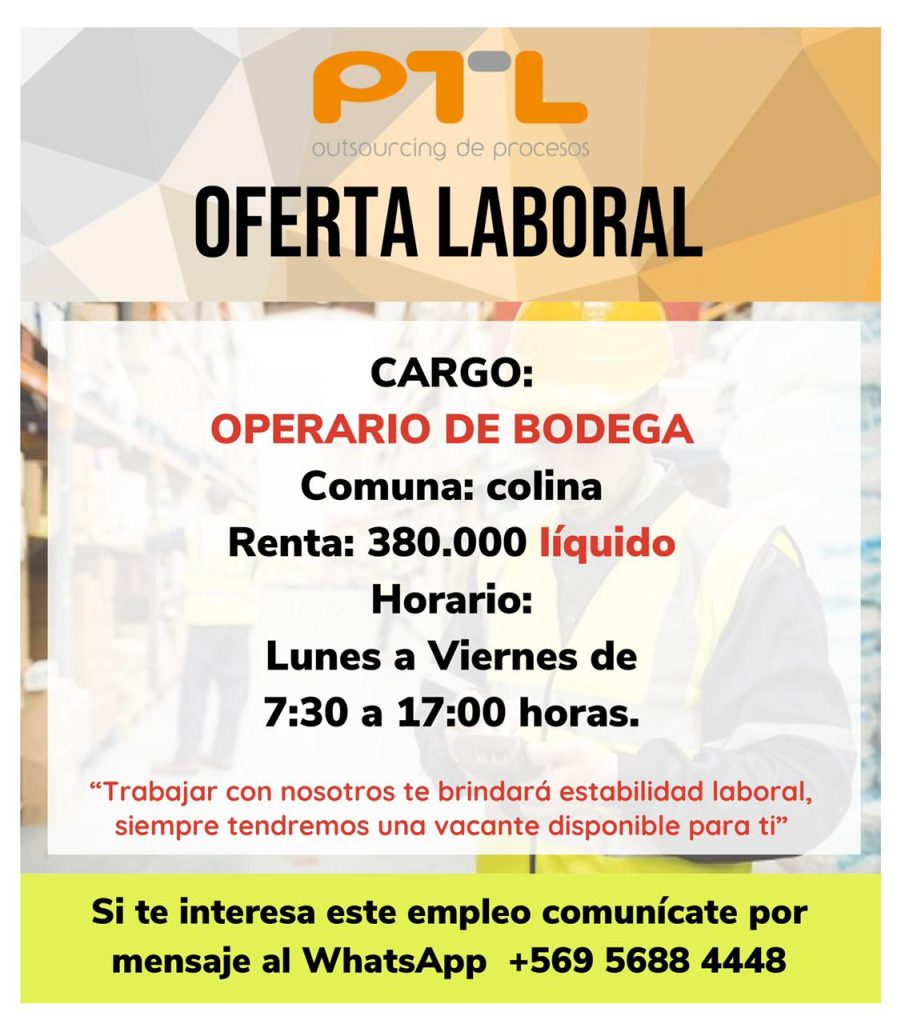 PTL
outsourcing de procesos
OFERTA LABORAL
CARGO:
OPERARIO DE BODEGA
Comuna: colina
Renta: 380.000 líquido
Horario:
Lunes a Viernes de
7:30 a 17:00 horas.
“Trabajar con nosotros te brindará estabilidad laboral,
siempre tendremos una vacante disponible para ti”
Si te interesa este empleo comunícate por
mensaje al WhatsApp +569 5688 4448